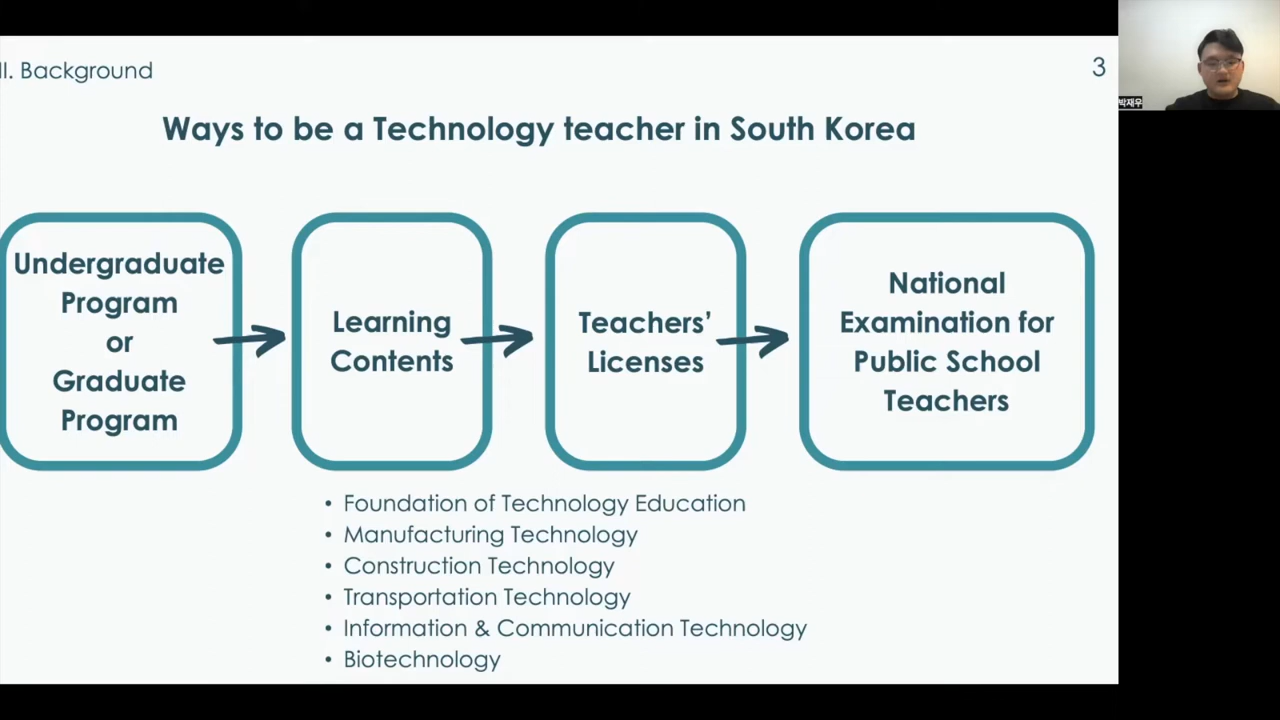 II. Background
3
박재우
Ways to be a Technology teacher in South Korea
Undergraduate
Program
or
Graduate
Program
Learning
Contents
Teachers’
Licenses
National
Examination for
Public School
Teachers
• Foundation of Technology Education
• Manufacturing Technology
• Construction Technology
• Transportation Technology
• Information & Communication Technology
• Biotechnology